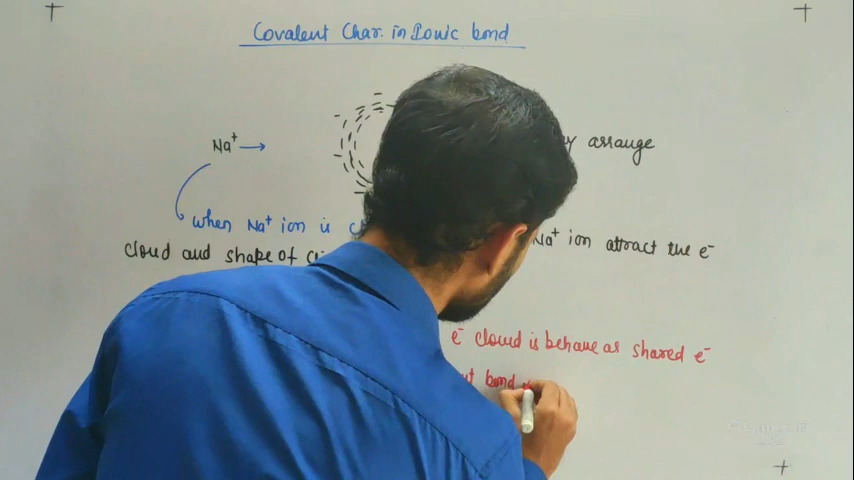 Covalent Char. in Ionic bond
Na⁺ → arrange
when Na⁺ ion is Na⁺ ion attract the e⁻
cloud and shape of
e⁻ cloud is behave as shared e⁻
bond